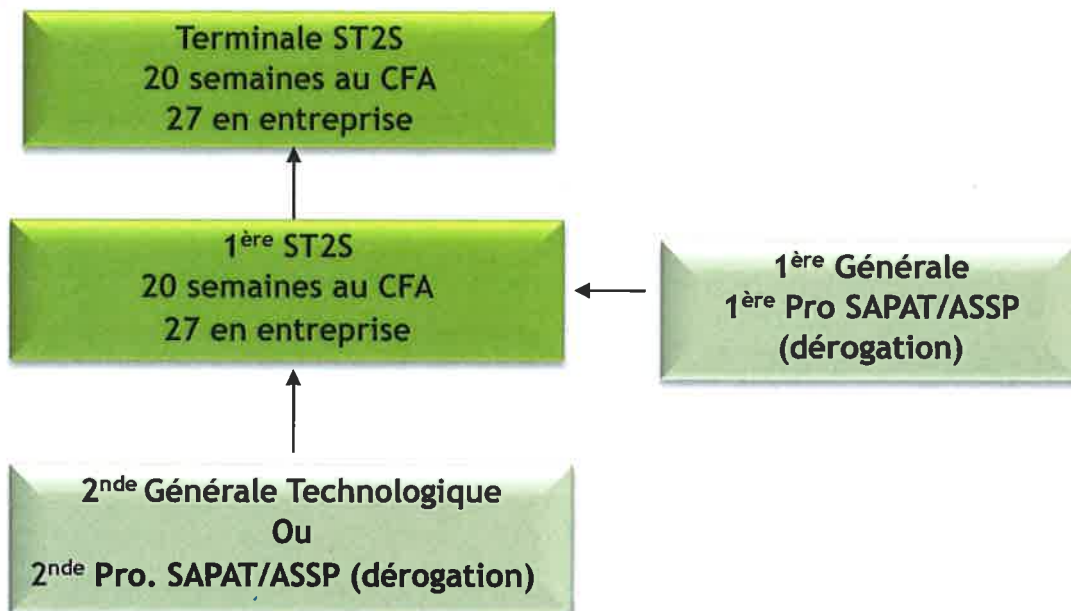 Terminale ST2S
20 semaines au CFA
27 en entreprise
1ère ST2S
20 semaines au CFA
27 en entreprise
1ère Générale
1ère Pro SAPAT/ASSP
(dérogation)
2nde Générale Technologique
Ou
2nde Pro. SAPAT/ASSP (dérogation)